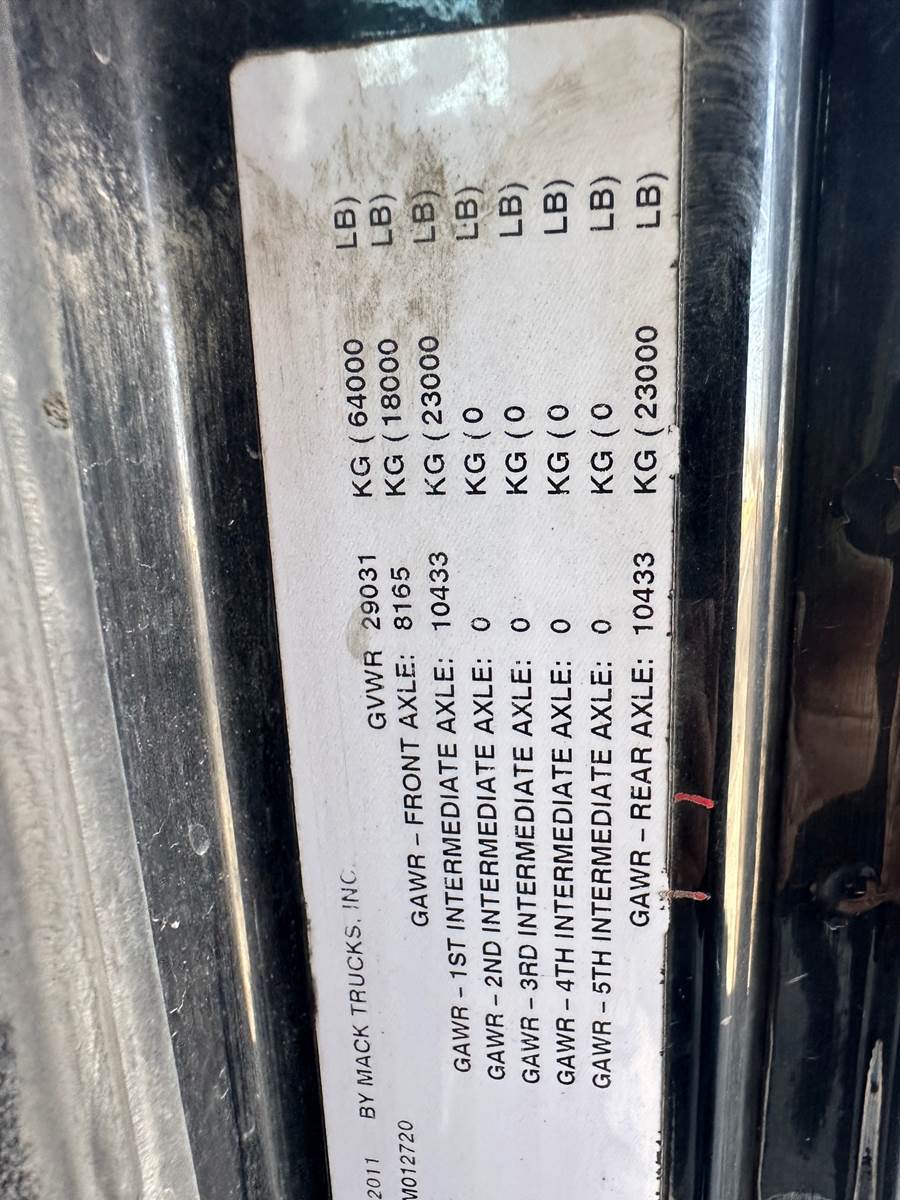 2011 BY MACK TRUCKS, INC.
M012720
GVWR 29031 KG ( 64000 LB)
GAWR - FRONT AXLE: 8165 KG ( 18000 LB)
GAWR - 1ST INTERMEDIATE AXLE: 10433 KG ( 23000 LB)
GAWR - 2ND INTERMEDIATE AXLE: 0 KG ( 0 LB)
GAWR - 3RD INTERMEDIATE AXLE: 0 KG ( 0 LB)
GAWR - 4TH INTERMEDIATE AXLE: 0 KG ( 0 LB)
GAWR - 5TH INTERMEDIATE AXLE: 0 KG ( 0 LB)
GAWR - REAR AXLE: 10433 KG ( 23000 LB)